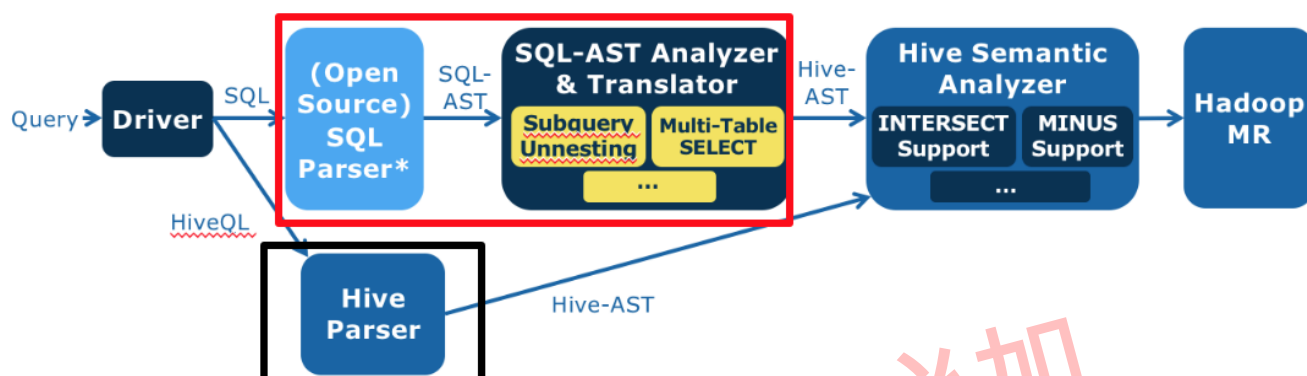 Query
Driver
SQL
(Open
Source)
SQL
Parser*
SQL-
AST
SQL-AST Analyzer
& Translator
Subquery
Unnesting
Multi-Table
SELECT
...
Hive-
AST
Hive Semantic
Analyzer
INTERSECT
Support
MINUS
Support
...
Hadoop
MR
HiveQL
Hive
Parser
Hive-AST
加